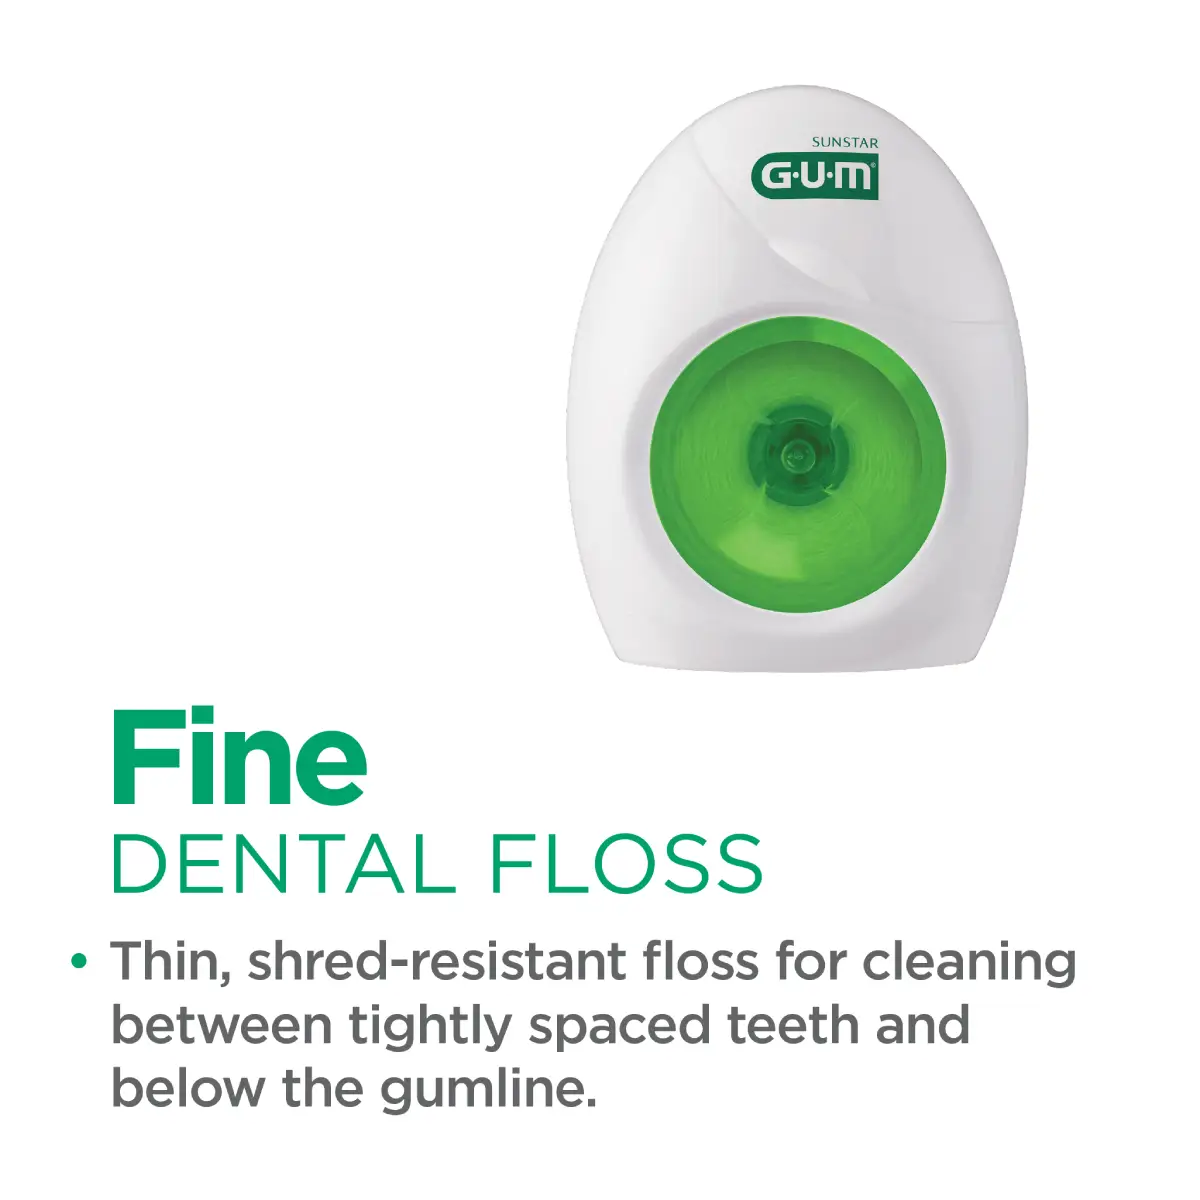 SUNSTAR
G·U·M®
Fine
DENTAL FLOSS
• Thin, shred-resistant floss for cleaning
between tightly spaced teeth and
below the gumline.